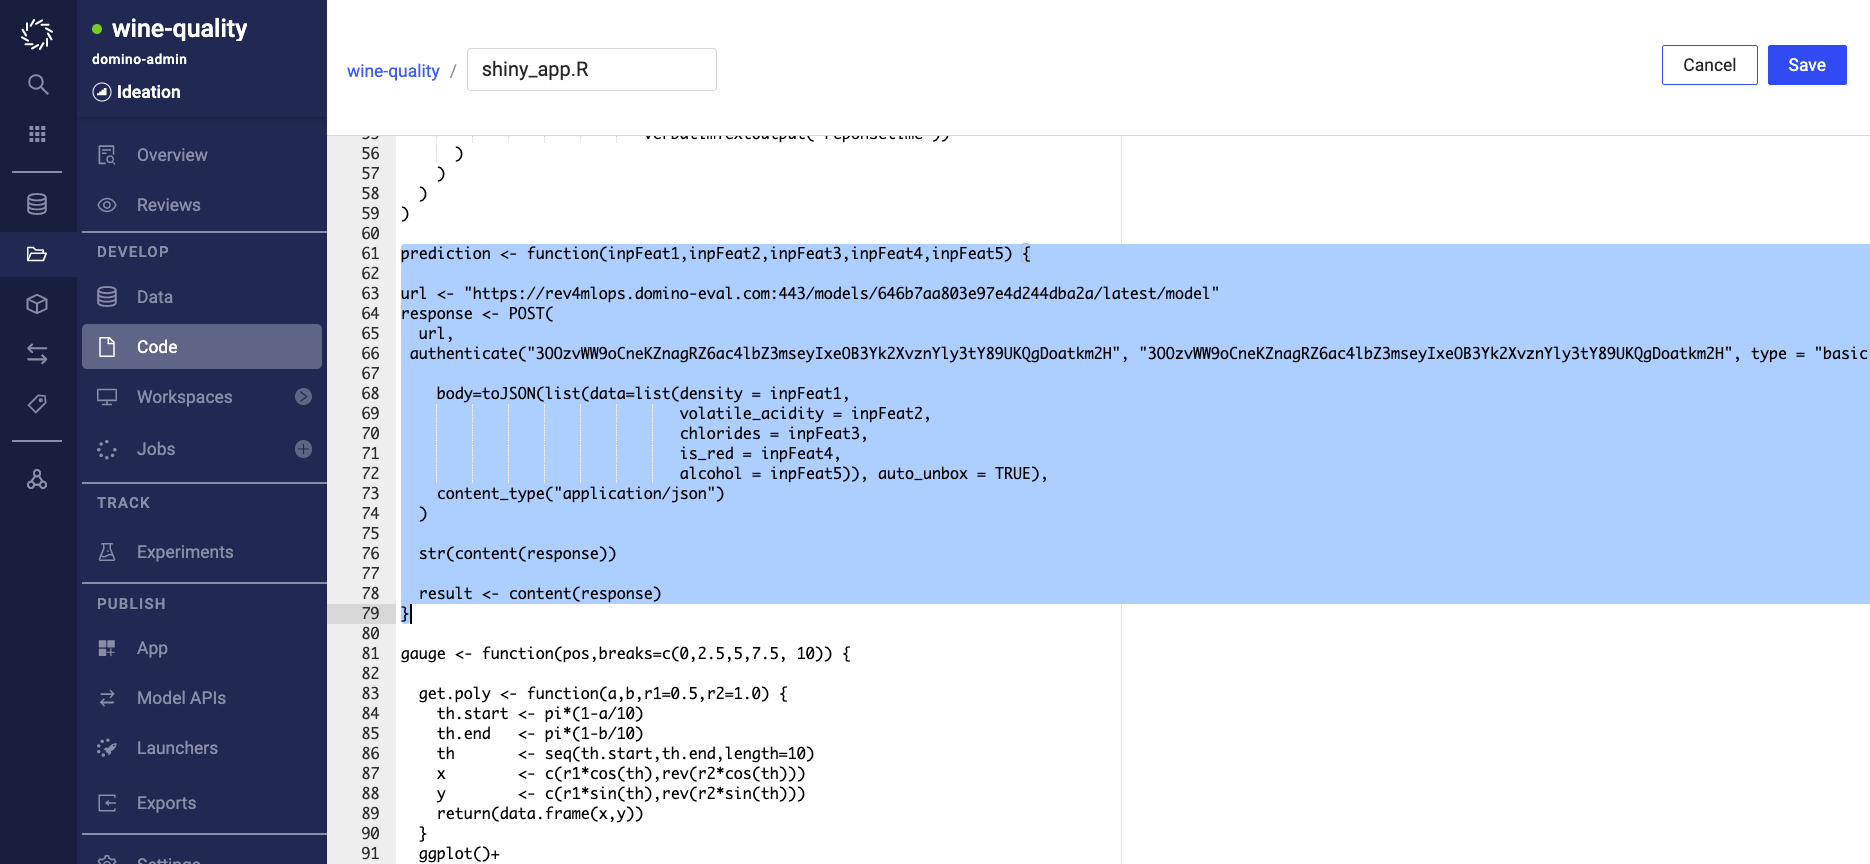 wine-quality
domino-admin
Ideation
Overview
Reviews
DEVELOP
Data
Code
Workspaces
Jobs
TRACK
Experiments
PUBLISH
App
Model APIs
Launchers
Exports
Settings
wine-quality / shiny_app.R
Cancel
Save
55 verbatimTextOutput("reponsetime"))
56 )
57 )
58 )
59 )
60
61 prediction <- function(inpFeat1,inpFeat2,inpFeat3,inpFeat4,inpFeat5) {
62
63 url <- "https://rev4mlops.domino-eval.com:443/models/646b7aa803e97e4d244dba2a/latest/model"
64 response <- POST(
65 url,
66 authenticate("3OOzvWW9oCneKZnagRZ6ac4lbZ3mseyIxeOB3Yk2XvznYly3tY89UKQgDoatkm2H", "3OOzvWW9oCneKZnagRZ6ac4lbZ3mseyIxeOB3Yk2XvznYly3tY89UKQgDoatkm2H", type = "basic
67
68 body=toJSON(list(data=list(density = inpFeat1,
69 volatile_acidity = inpFeat2,
70 chlorides = inpFeat3,
71 is_red = inpFeat4,
72 alcohol = inpFeat5)), auto_unbox = TRUE),
73 content_type("application/json")
74 )
75
76 str(content(response))
77
78 result <- content(response)
79 }
80
81 gauge <- function(pos,breaks=c(0,2.5,5,7.5, 10)) {
82
83 get.poly <- function(a,b,r1=0.5,r2=1.0) {
84 th.start <- pi*(1-a/10)
85 th.end <- pi*(1-b/10)
86 th <- seq(th.start,th.end,length=10)
87 x <- c(r1*cos(th),rev(r2*cos(th)))
88 y <- c(r1*sin(th),rev(r2*sin(th)))
89 return(data.frame(x,y))
90 }
91 ggplot()+